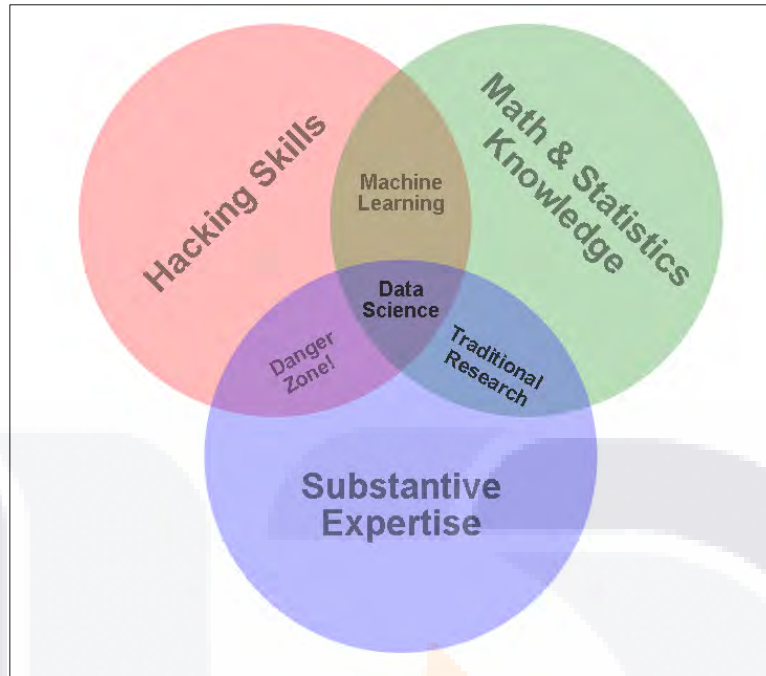 Hacking Skills
Math & Statistics
Knowledge
Machine
Learning
Data
Science
Danger
Zone!
Traditional
Research
Substantive
Expertise